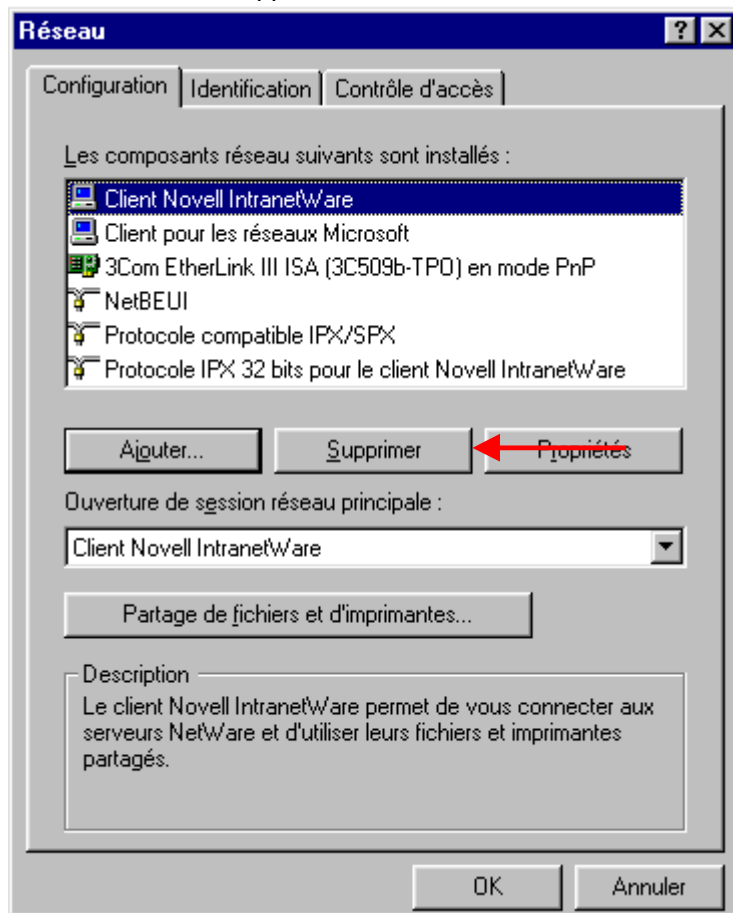 Réseau
Configuration Identification Contrôle d'accès
Les composants réseau suivants sont installés :
Client Novell IntranetWare
Client pour les réseaux Microsoft
3Com EtherLink III ISA (3C509b-TPO) en mode PnP
NetBEUI
Protocole compatible IPX/SPX
Protocole IPX 32 bits pour le client Novell IntranetWare
Ajouter... Supprimer Propriétés
Ouverture de session réseau principale :
Client Novell IntranetWare
Partage de fichiers et d'imprimantes...
Description
Le client Novell IntranetWare permet de vous connecter aux
serveurs NetWare et d'utiliser leurs fichiers et imprimantes
partagés.
OK Annuler